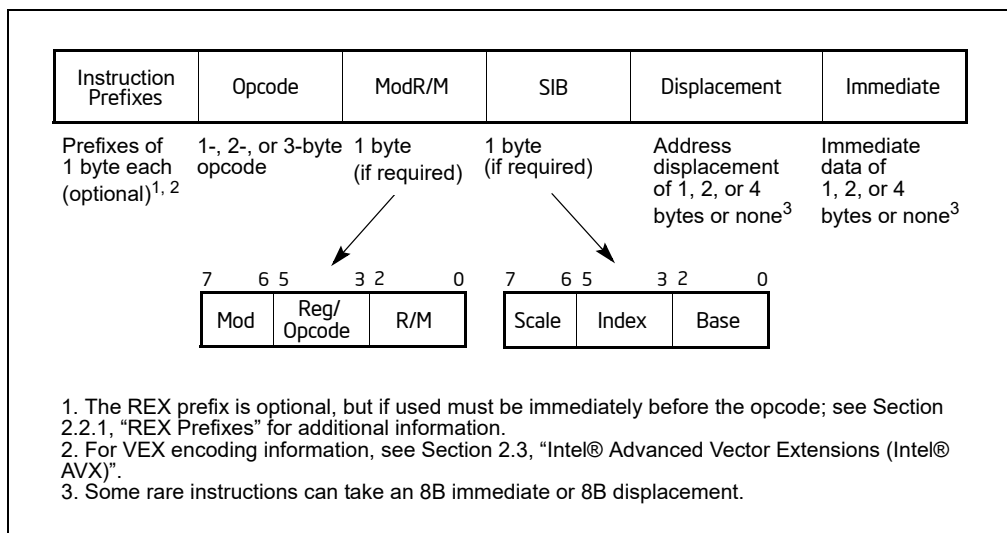 Instruction
Prefixes
Opcode
ModR/M
SIB
Displacement
Immediate
Prefixes of
1 byte each
(optional)1, 2
1-, 2-, or 3-byte
opcode
1 byte
(if required)
1 byte
(if required)
Address
displacement
of 1, 2, or 4
bytes or none3
Immediate
data of
1, 2, or 4
bytes or none3
7 6 5 3 2 0
Mod
Reg/
Opcode
R/M
7 6 5 3 2 0
Scale
Index
Base
1. The REX prefix is optional, but if used must be immediately before the opcode; see Section
2.2.1, “REX Prefixes” for additional information.
2. For VEX encoding information, see Section 2.3, “Intel® Advanced Vector Extensions (Intel®
AVX)”.
3. Some rare instructions can take an 8B immediate or 8B displacement.